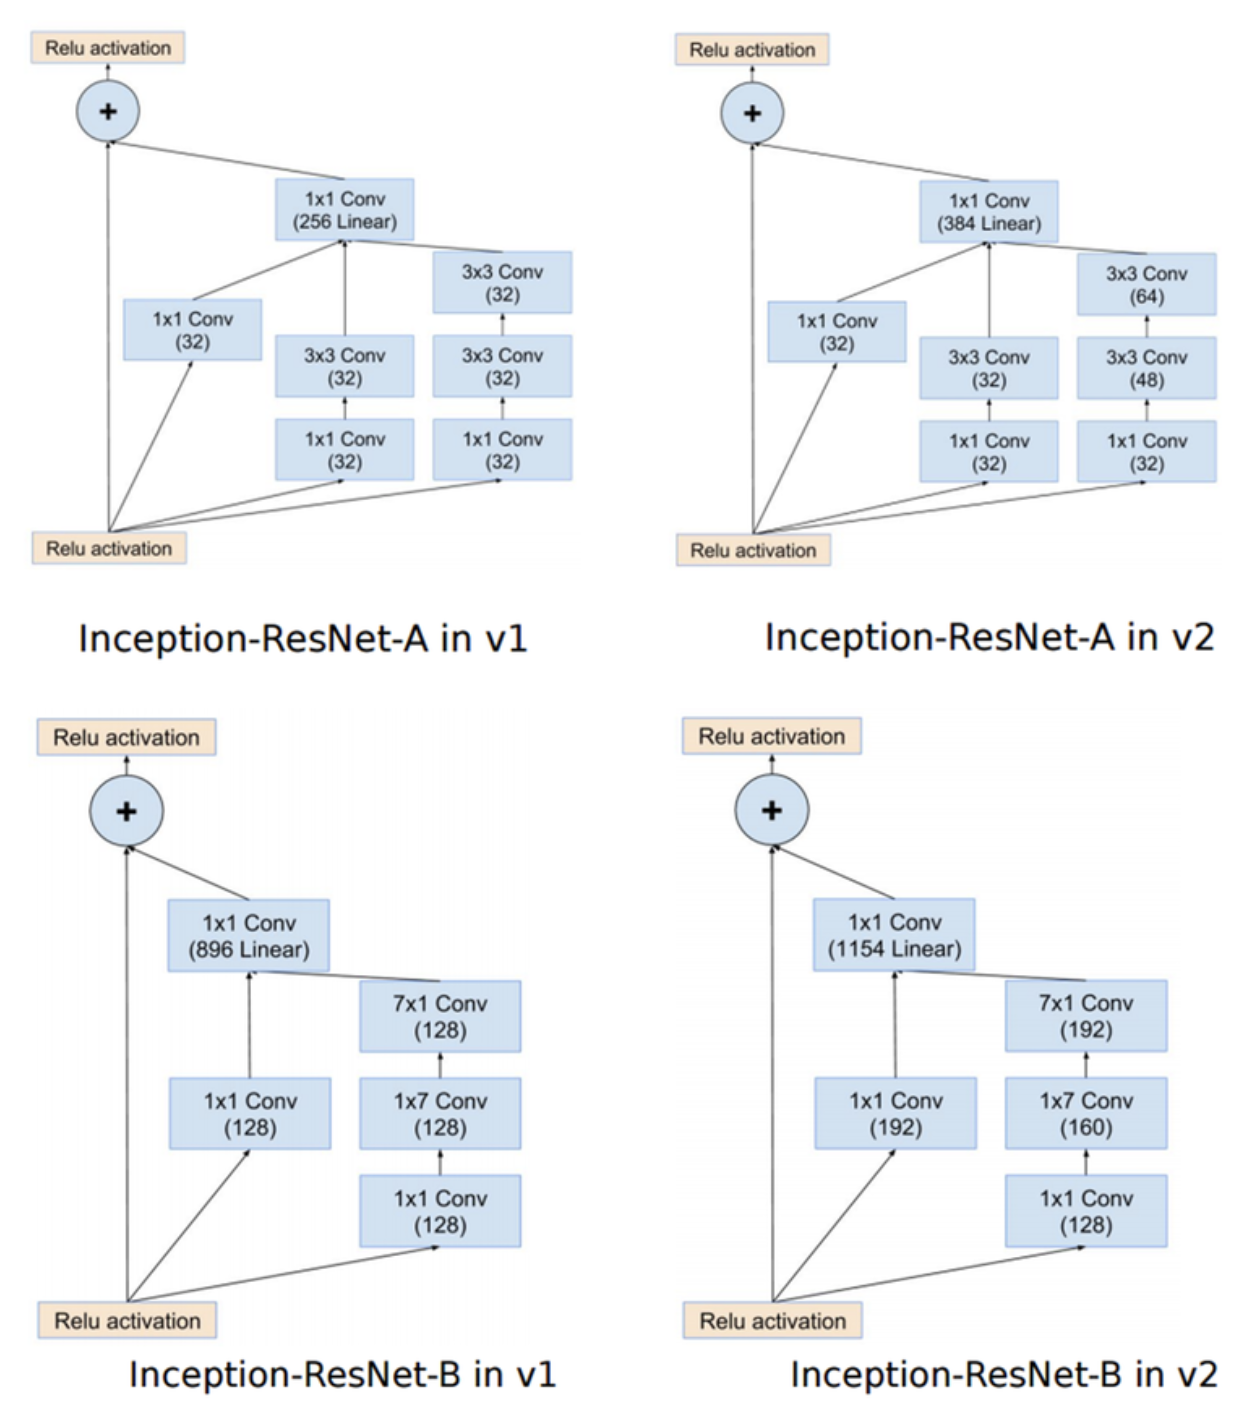 Relu activation
+
1x1 Conv
(256 Linear)
3x3 Conv
(32)
1x1 Conv
(32)
3x3 Conv
(32)
3x3 Conv
(32)
1x1 Conv
(32)
1x1 Conv
(32)
Relu activation
Inception-ResNet-A in v1
Relu activation
+
1x1 Conv
(384 Linear)
3x3 Conv
(64)
1x1 Conv
(32)
3x3 Conv
(32)
3x3 Conv
(48)
1x1 Conv
(32)
1x1 Conv
(32)
Relu activation
Inception-ResNet-A in v2
Relu activation
+
1x1 Conv
(896 Linear)
7x1 Conv
(128)
1x1 Conv
(128)
1x7 Conv
(128)
1x1 Conv
(128)
Relu activation
Inception-ResNet-B in v1
Relu activation
+
1x1 Conv
(1154 Linear)
7x1 Conv
(192)
1x1 Conv
(192)
1x7 Conv
(160)
1x1 Conv
(128)
Relu activation
Inception-ResNet-B in v2